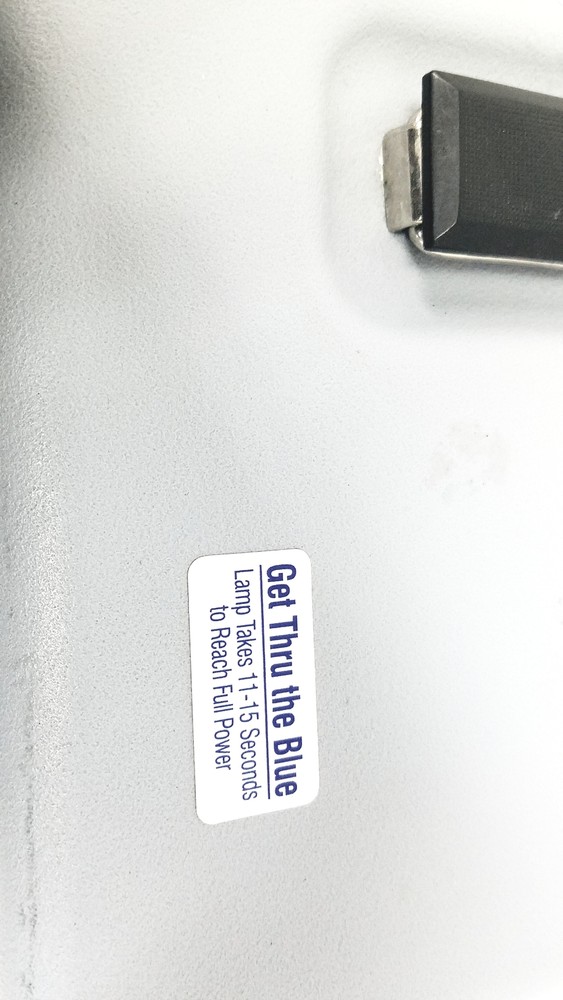 Get Thru the Blue
Lamp Takes 11-15 Seconds
to Reach Full Power